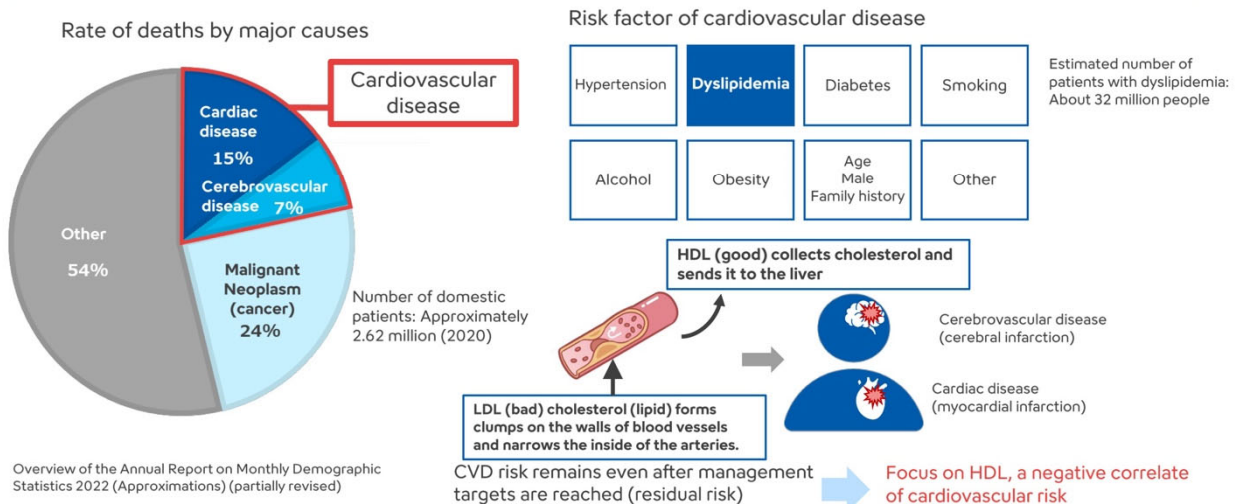 Rate of deaths by major causes
Cardiovascular
disease
Cardiac
disease
15%
Cerebrovascular
disease 7%
Other
54%
Malignant
Neoplasm
(cancer)
24%
Number of domestic
patients: Approximately
2.62 million (2020)
Overview of the Annual Report on Monthly Demographic
Statistics 2022 (Approximations) (partially revised)
Risk factor of cardiovascular disease
Hypertension
Dyslipidemia
Diabetes
Smoking
Estimated number of
patients with dyslipidemia:
About 32 million people
Alcohol
Obesity
Age
Male
Family history
Other
HDL (good) collects cholesterol and
sends it to the liver
Cerebrovascular disease
(cerebral infarction)
Cardiac disease
(myocardial infarction)
LDL (bad) cholesterol (lipid) forms
clumps on the walls of blood vessels
and narrows the inside of the arteries.
CVD risk remains even after management
targets are reached (residual risk)
Focus on HDL, a negative correlate
of cardiovascular risk